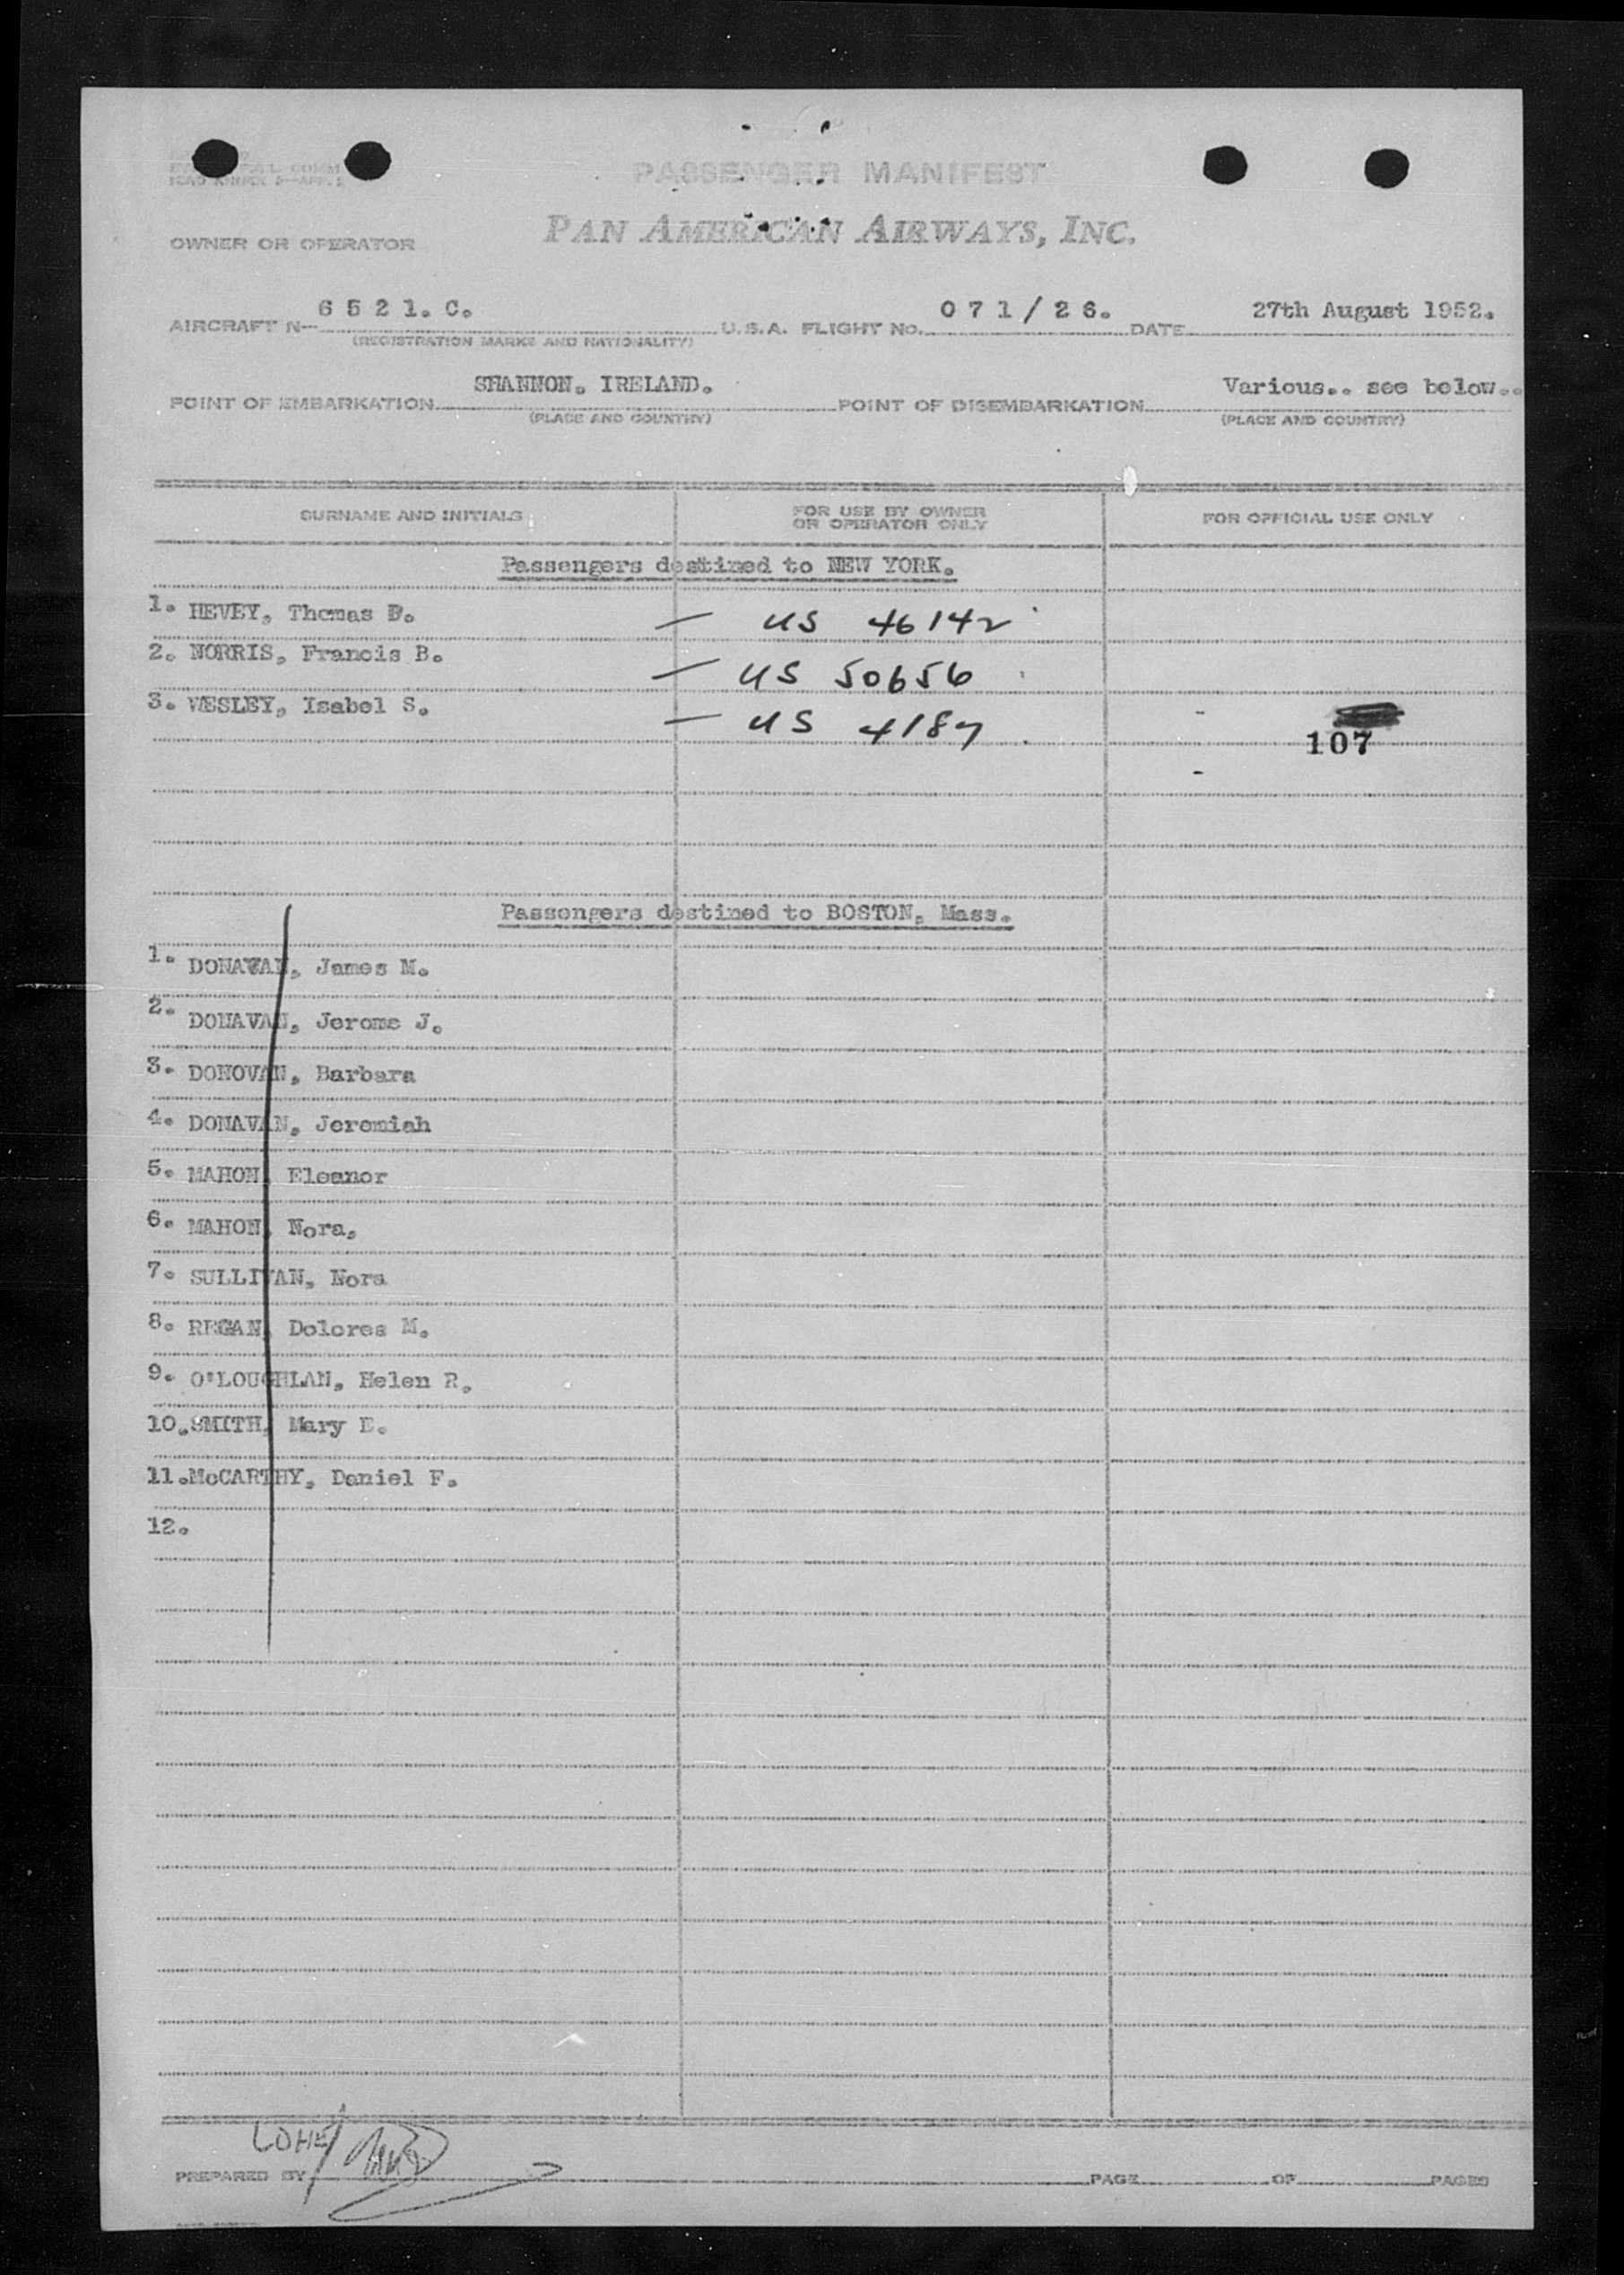 PASSENGER MANIFEST
ICAO ANNEX 9—APP. 2
PAN AMERICAN AIRWAYS, INC.
OWNER OR OPERATOR
AIRCRAFT N- 6 5 2 1. C. U.S.A. FLIGHT NO. 0 7 1 / 2 6. DATE 27th August 1952.
(REGISTRATION MARKS AND NATIONALITY)
POINT OF EMBARKATION SHANNON, IRELAND. POINT OF DISEMBARKATION Various.. see below..
(PLACE AND COUNTRY) (PLACE AND COUNTRY)
SURNAME AND INITIALS FOR USE BY OWNER OR OPERATOR ONLY FOR OFFICIAL USE ONLY
Passengers destined to NEW YORK.
1. HEVEY, Thomas — US 46142
2. NORRIS, Francis B. — US 50656
3. WESLEY, Isabel S. — US 4187
107
Passengers destined to BOSTON, Mass.
1. DONAVAN, James M.
2. DONAVAN, Jerome J.
3. DONOVAN, Barbara
4. DONAVAN, Jeremiah
5. MAHON, Eleanor
6. MAHON, Nora,
7. SULLIVAN, Nora
8. REGAN, Dolores M.
9. O'LOUGHLAN, Helen R.
10. SMITH, Mary E.
11. McCARTHY, Daniel F.
12.
PREPARED BY PAGE OF PAGES